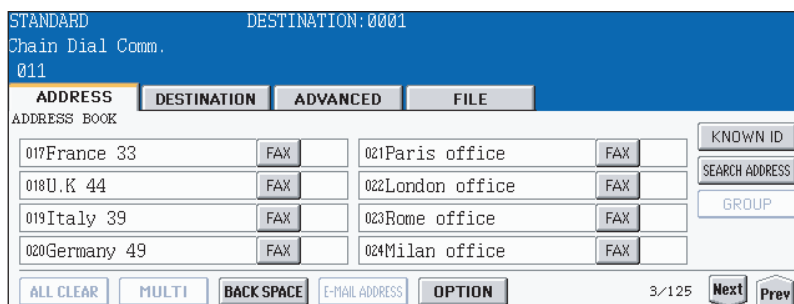 STANDARD DESTINATION:0001
Chain Dial Comm.
011
ADDRESS DESTINATION ADVANCED FILE
ADDRESS BOOK
KNOWN ID
017France 33 FAX 021Paris office FAX
SEARCH ADDRESS
018U.K 44 FAX 022London office FAX
GROUP
019Italy 39 FAX 023Rome office FAX
020Germany 49 FAX 024Milan office FAX
ALL CLEAR MULTI BACK SPACE E-MAIL ADDRESS OPTION 3/125 Next Prev